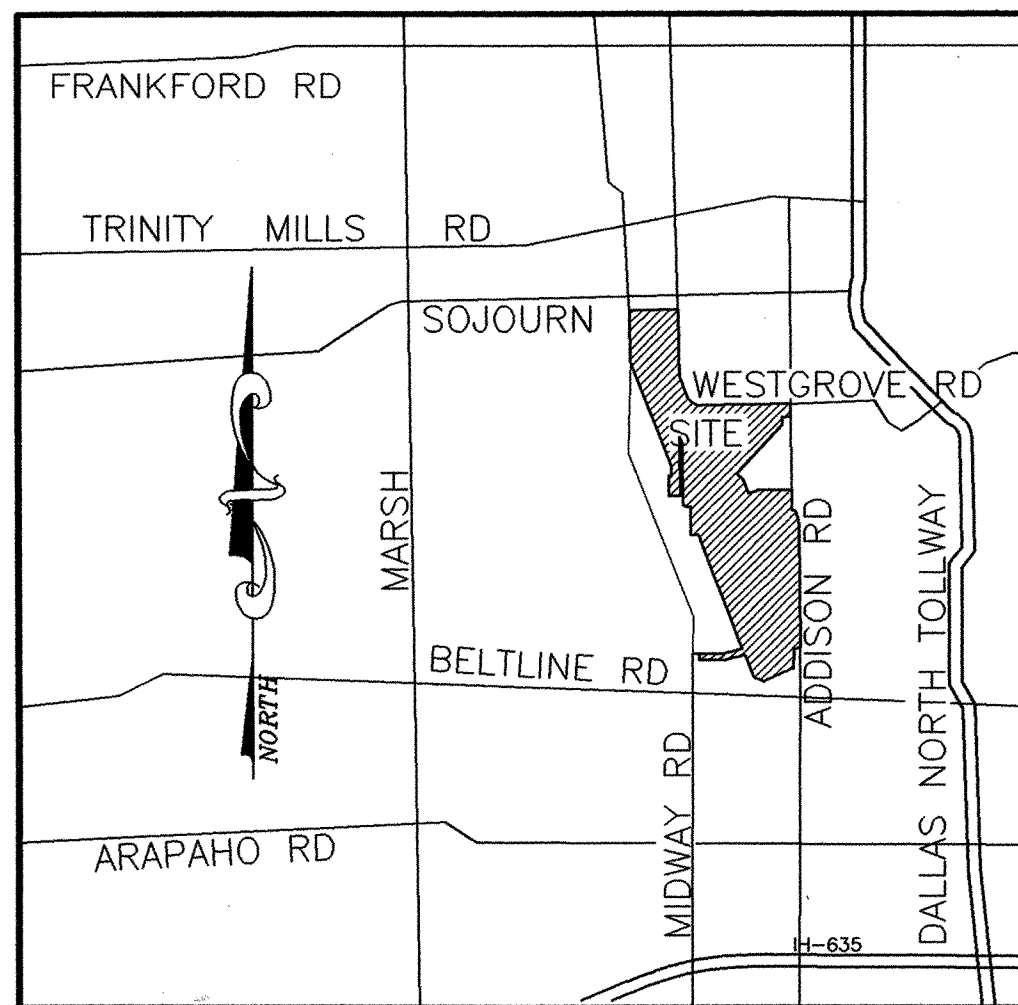 FRANKFORD RD
TRINITY MILLS RD
SOJOURN
WESTGROVE RD
SITE
MARSH
ADDISON RD
DALLAS NORTH TOLLWAY
BELTLINE RD
NORTH
MIDWAY RD
ARAPAHO RD
IH-635